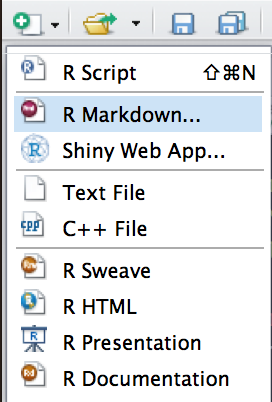 R Script ⇧⌘N
R Markdown...
Shiny Web App...
Text File
C++ File
R Sweave
R HTML
R Presentation
R Documentation